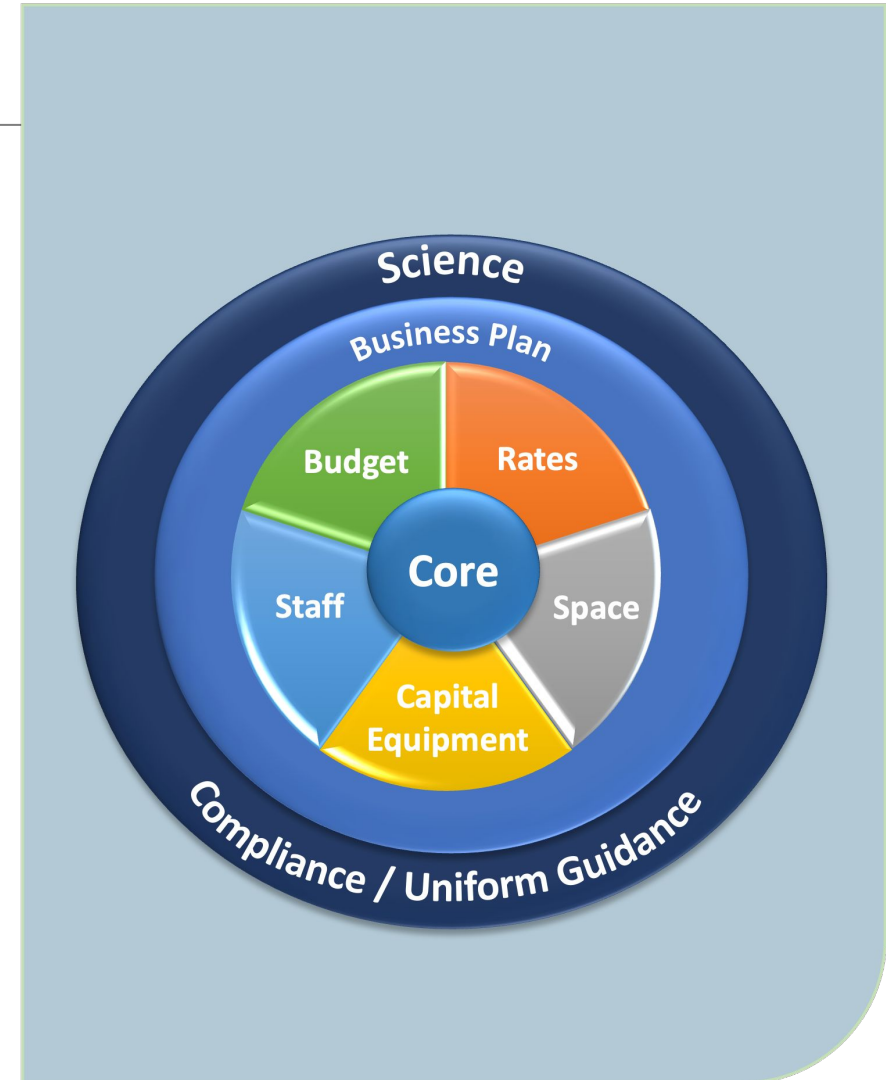 Science
Business Plan
Budget
Rates
Core
Staff
Space
Capital
Equipment
Compliance / Uniform Guidance